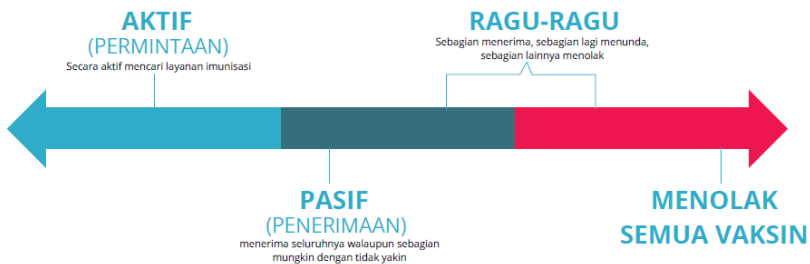 AKTIF
(PERMINTAAN)
Secara aktif mencari layanan imunisasi
RAGU-RAGU
Sebagian menerima, sebagian lagi menunda,
sebagian lainnya menolak
PASIF
(PENERIMAAN)
menerima seluruhnya walaupun sebagian
mungkin dengan tidak yakin
MENOLAK
SEMUA VAKSIN